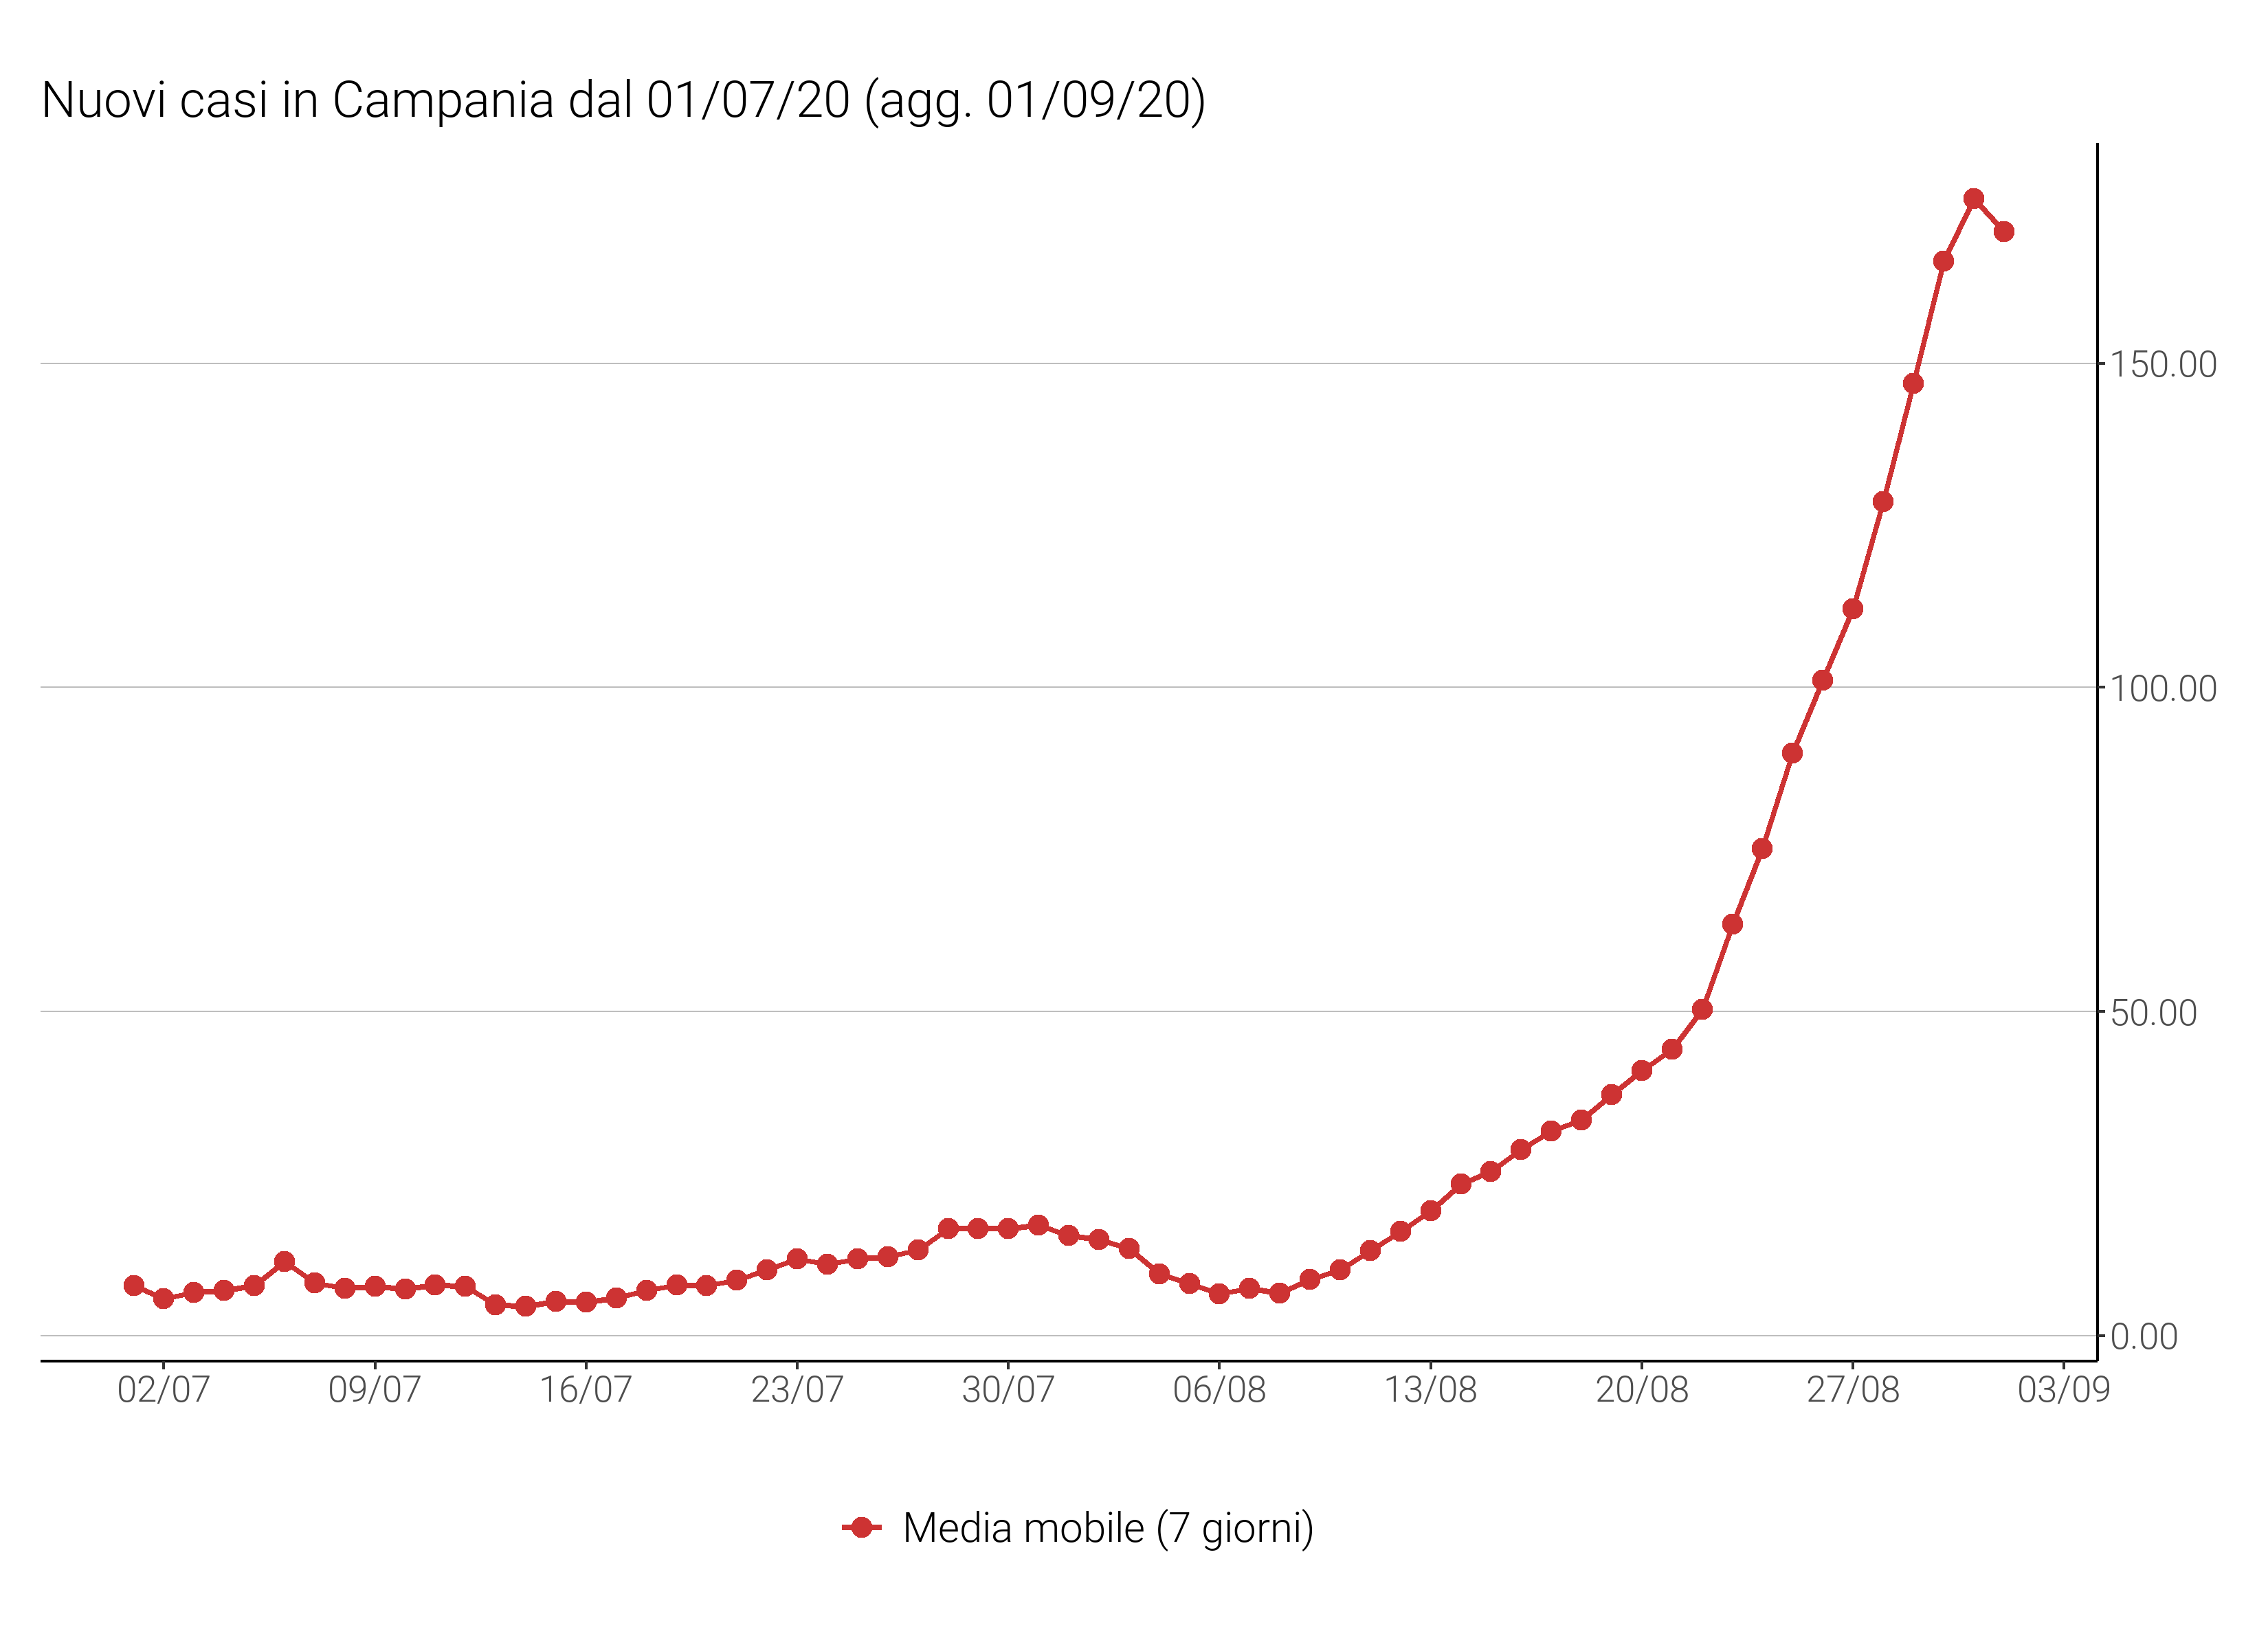 Nuovi casi in Campania dal 01/07/20 (agg. 01/09/20)
150.00
100.00
50.00
0.00
02/07 09/07 16/07 23/07 30/07 06/08 13/08 20/08 27/08 03/09
Media mobile (7 giorni)